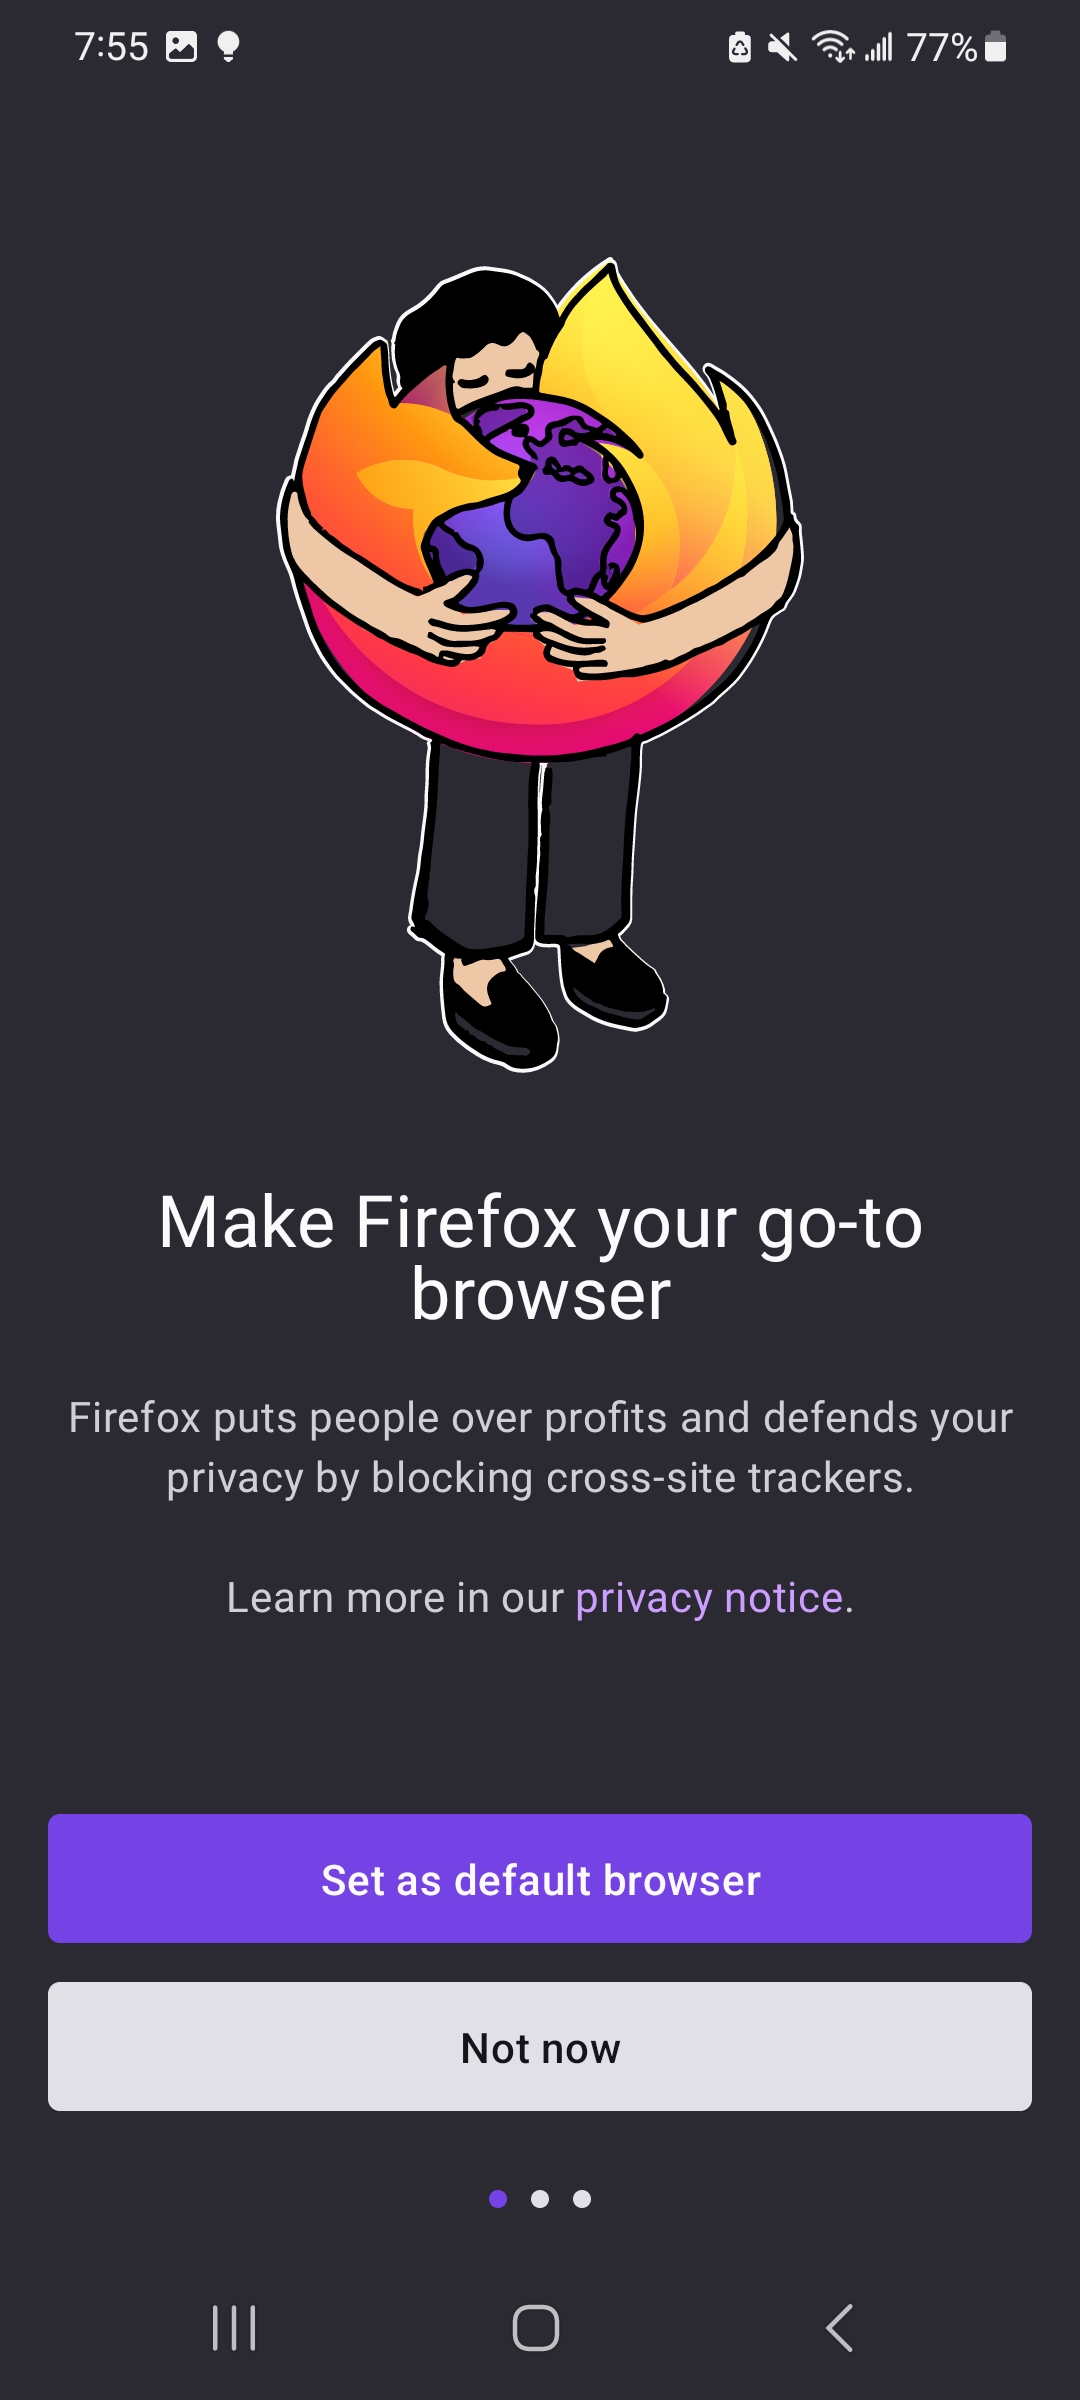 7:55
77%
Make Firefox your go-to
browser
Firefox puts people over profits and defends your
privacy by blocking cross-site trackers.
Learn more in our privacy notice.
Set as default browser
Not now